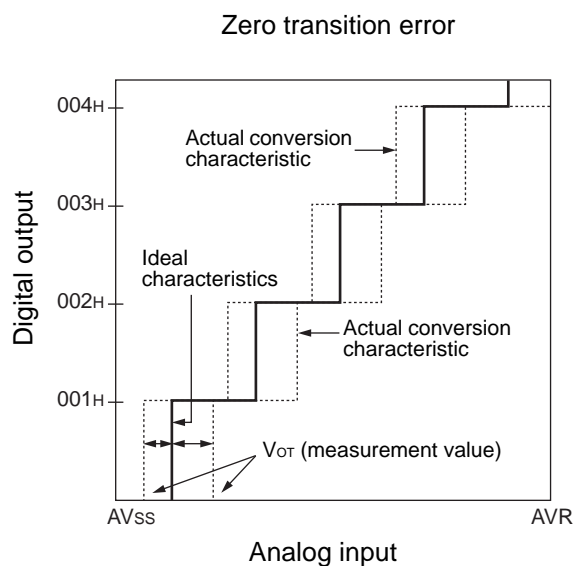 Zero transition error
004H
Actual conversion
characteristic
003H
Digital output
Ideal
characteristics
002H
Actual conversion
characteristic
001H
VOT (measurement value)
AVSS
AVR
Analog input